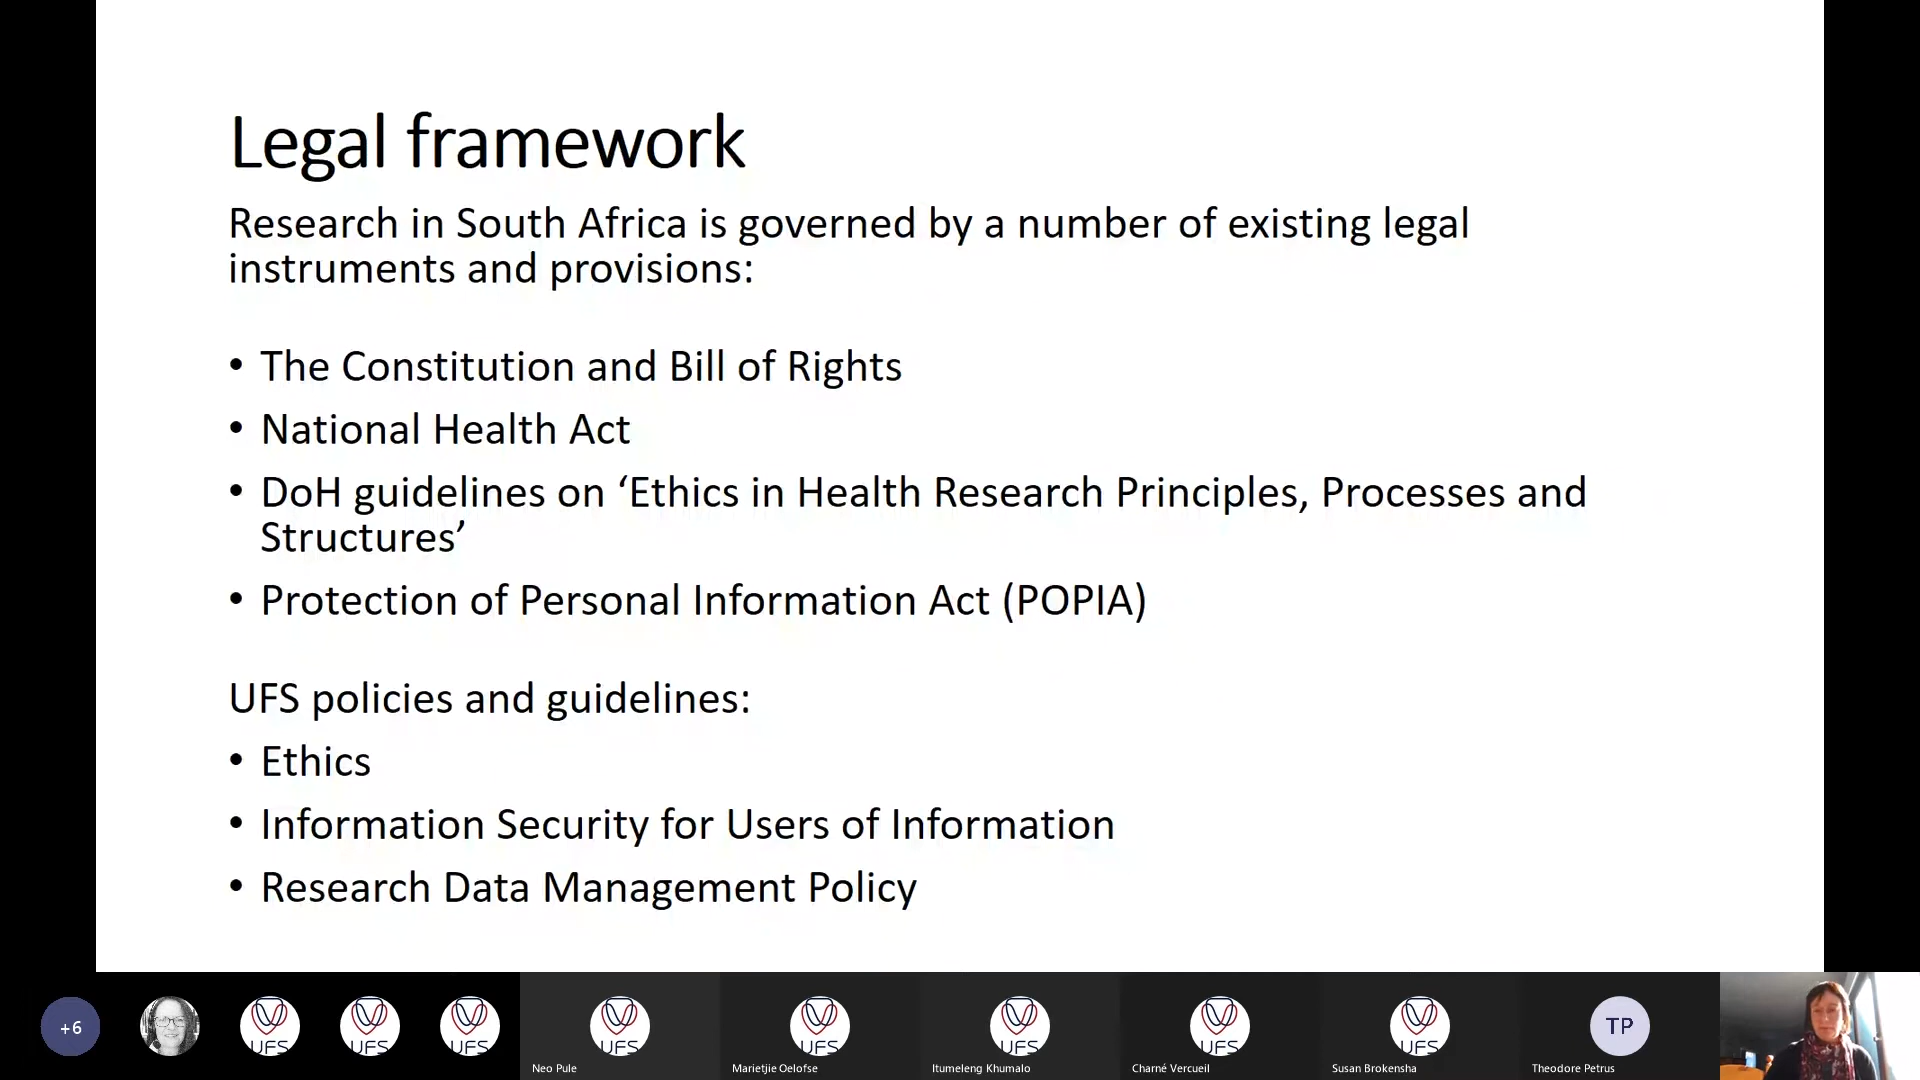 Legal framework
Research in South Africa is governed by a number of existing legal
instruments and provisions:
• The Constitution and Bill of Rights
• National Health Act
• DoH guidelines on ‘Ethics in Health Research Principles, Processes and
Structures’
• Protection of Personal Information Act (POPIA)
UFS policies and guidelines:
• Ethics
• Information Security for Users of Information
• Research Data Management Policy
+6
UFS
UFS
UFS
UFS
UFS
UFS
UFS
UFS
TP
Neo Pule
Marietjie Oelofse
Itumeleng Khumalo
Charné Vercueil
Susan Brokensha
Theodore Petrus